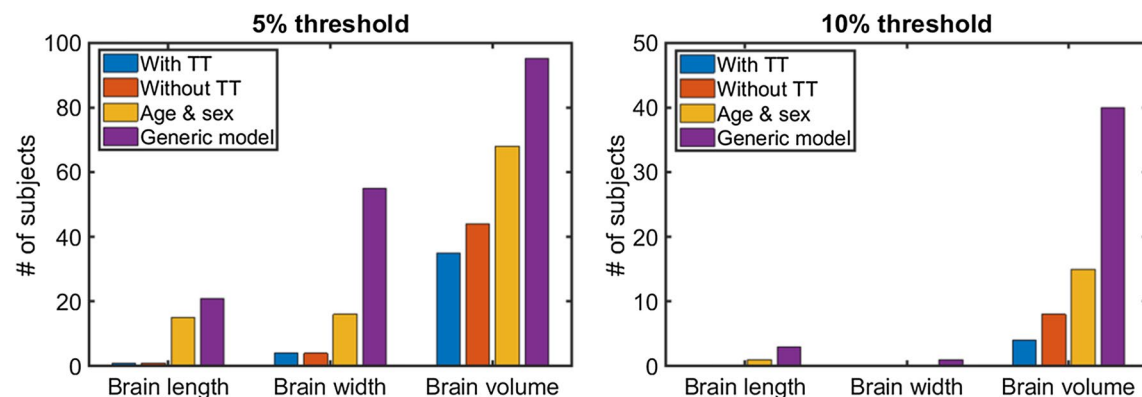 5% threshold
100
80
60
40
20
0
# of subjects
With TT
Without TT
Age & sex
Generic model
Brain length
Brain width
Brain volume
10% threshold
50
40
30
20
10
0
# of subjects
With TT
Without TT
Age & sex
Generic model
Brain length
Brain width
Brain volume